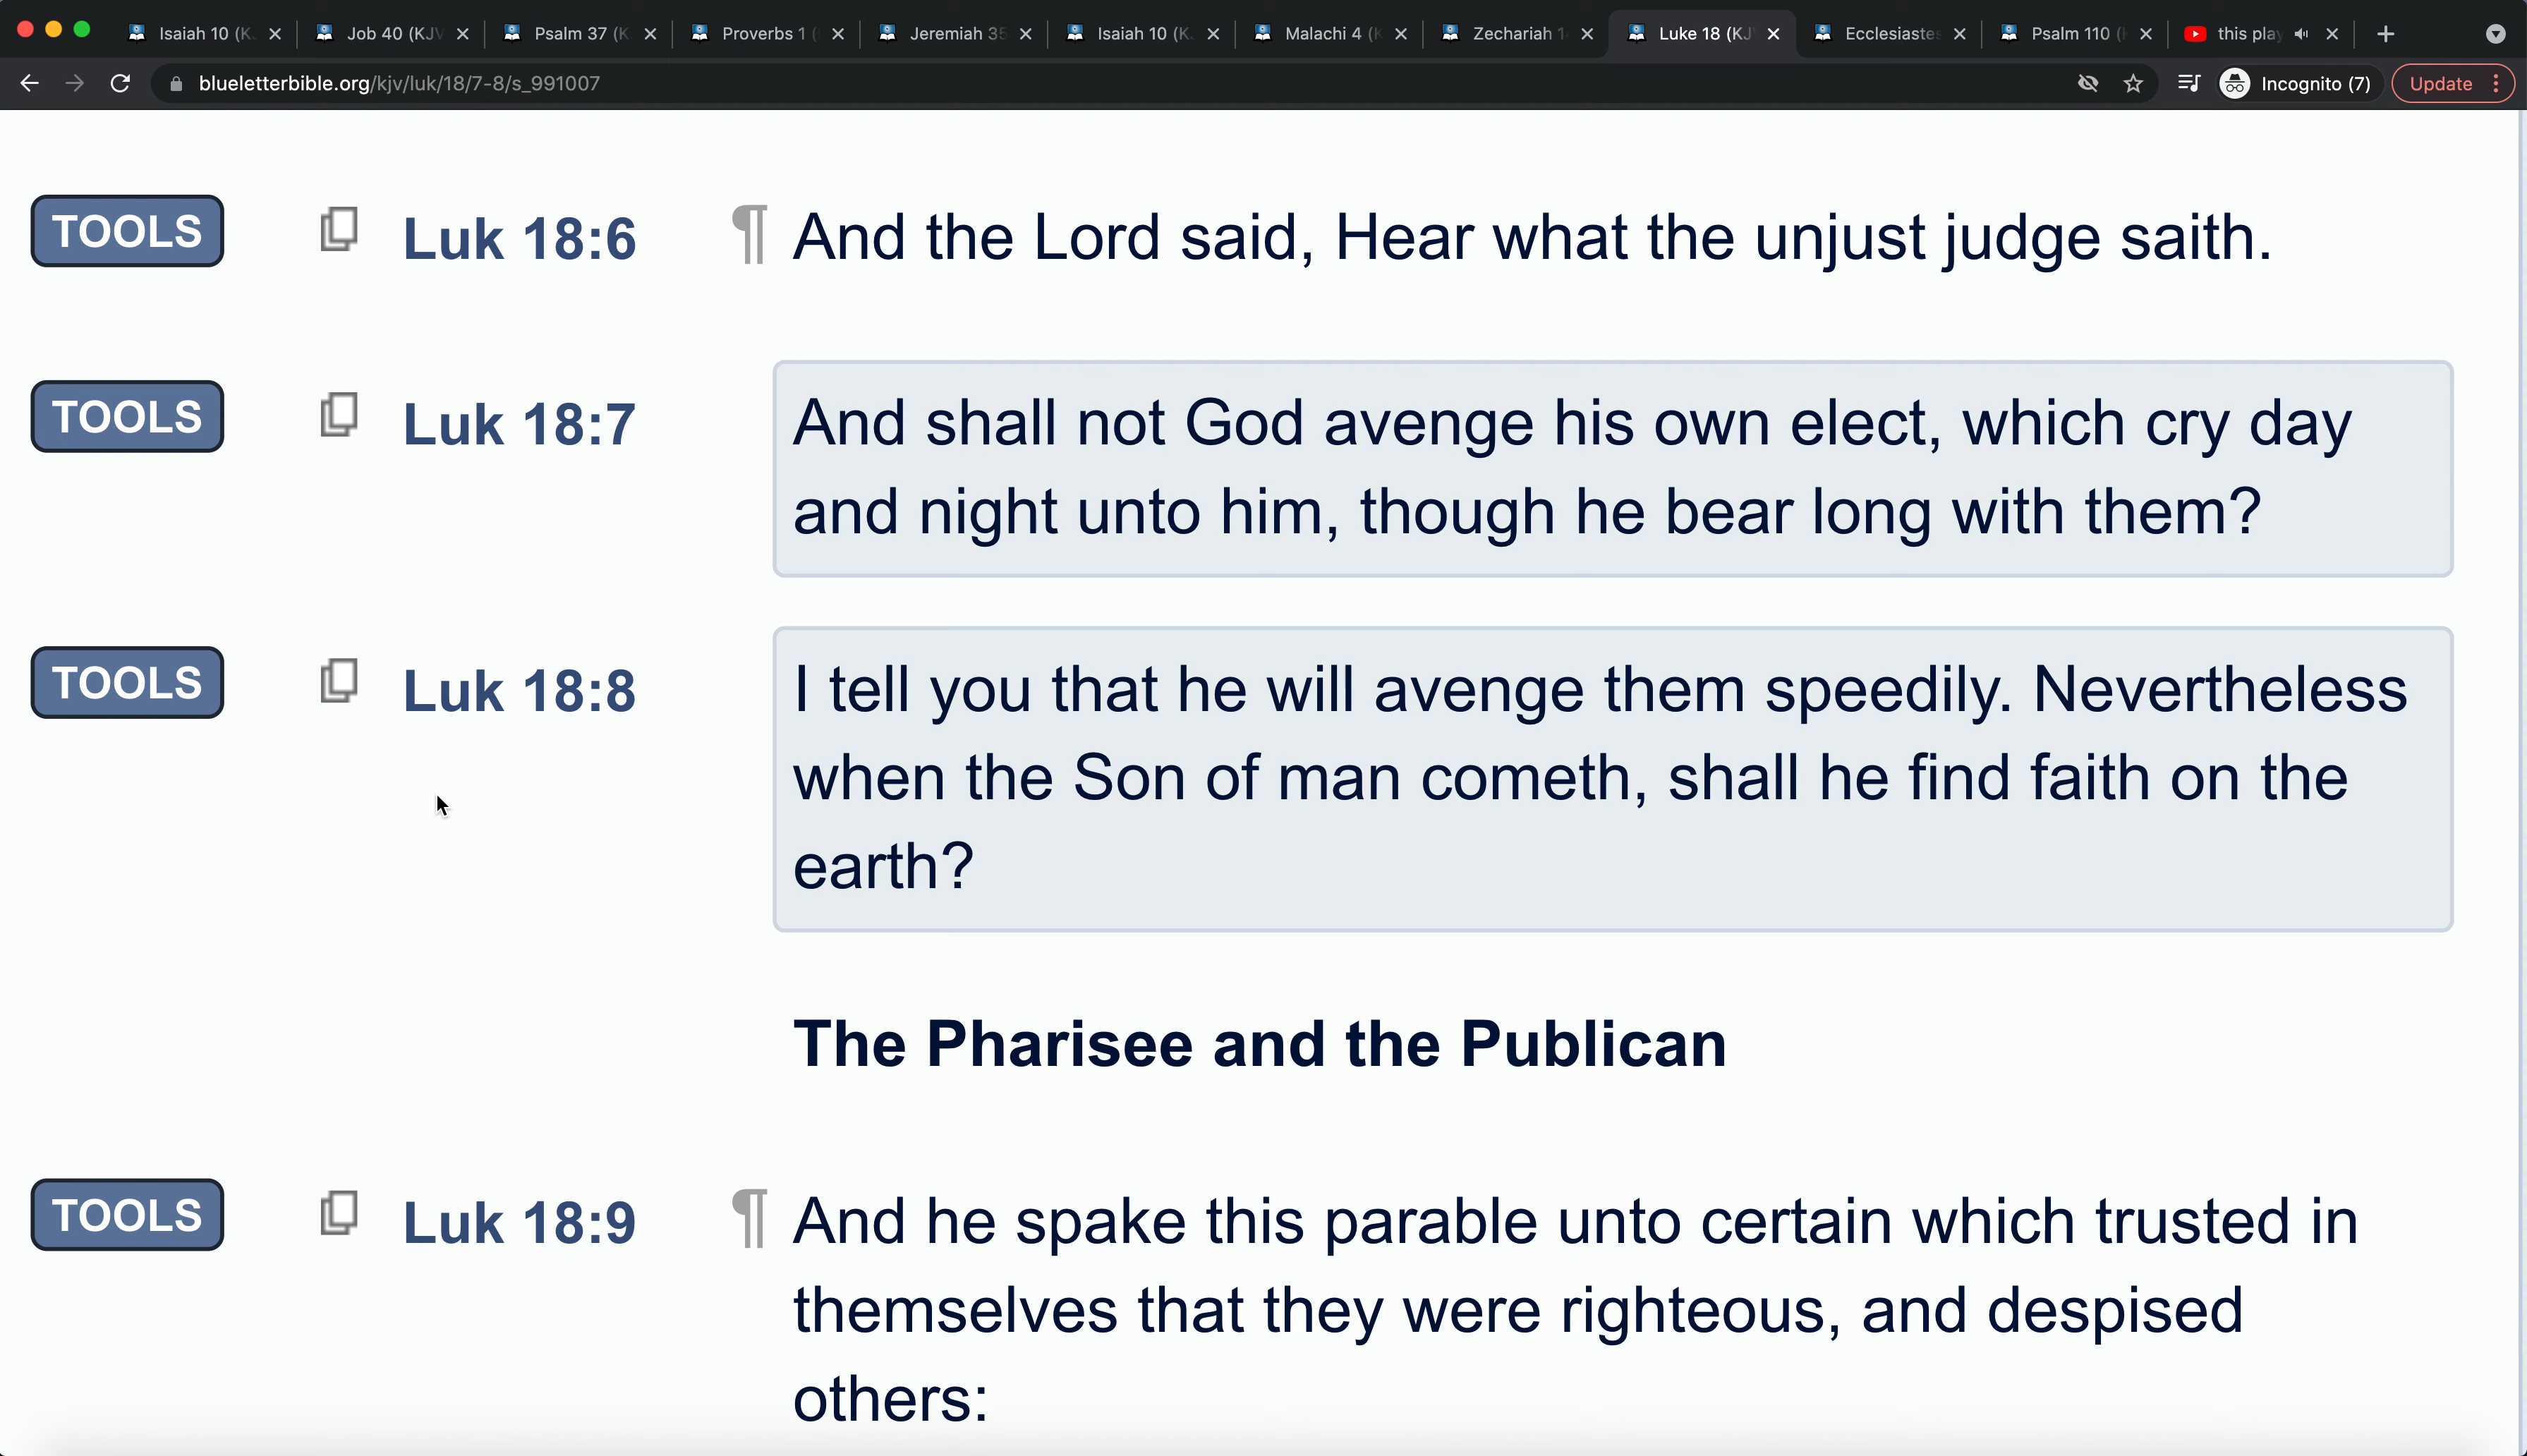 Isaiah 10 (K
Job 40 (KJV
Psalm 37 (K
Proverbs 1 (
Jeremiah 35
Isaiah 10 (K
Malachi 4 (K
Zechariah 1
Luke 18 (KJ
Ecclesiastes
Psalm 110 (
this play
blueletterbible.org/kjv/luk/18/7-8/s_991007
Incognito (7)
Update
TOOLS Luk 18:6 ¶ And the Lord said, Hear what the unjust judge saith.
TOOLS Luk 18:7 And shall not God avenge his own elect, which cry day
and night unto him, though he bear long with them?
TOOLS Luk 18:8 I tell you that he will avenge them speedily. Nevertheless
when the Son of man cometh, shall he find faith on the
earth?
The Pharisee and the Publican
TOOLS Luk 18:9 ¶ And he spake this parable unto certain which trusted in
themselves that they were righteous, and despised
others: